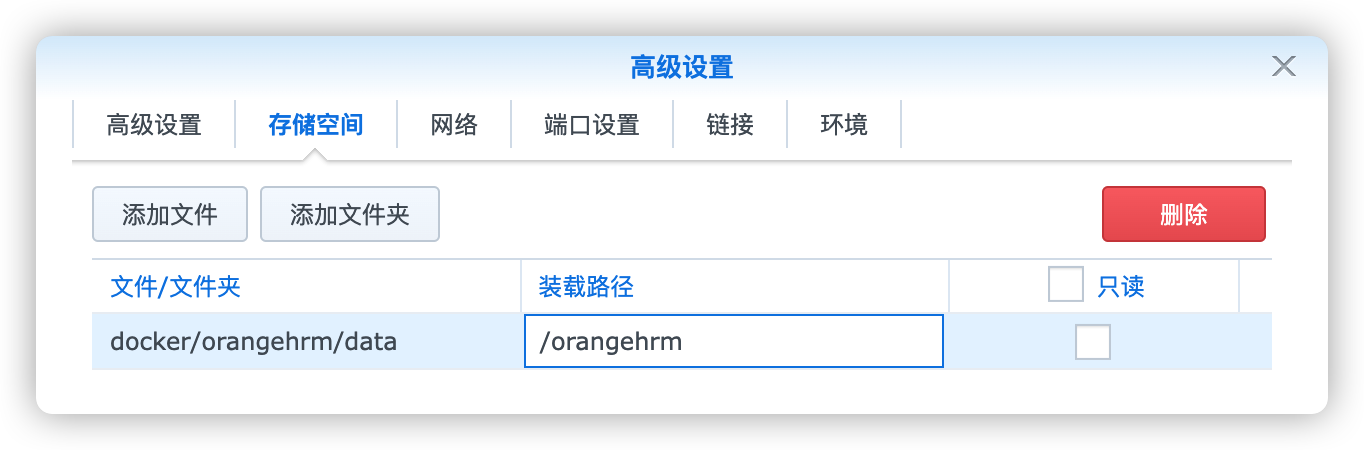 高级设置
高级设置 存储空间 网络 端口设置 链接 环境
添加文件 添加文件夹 删除
文件/文件夹 装载路径 只读
docker/orangehrm/data /orangehrm